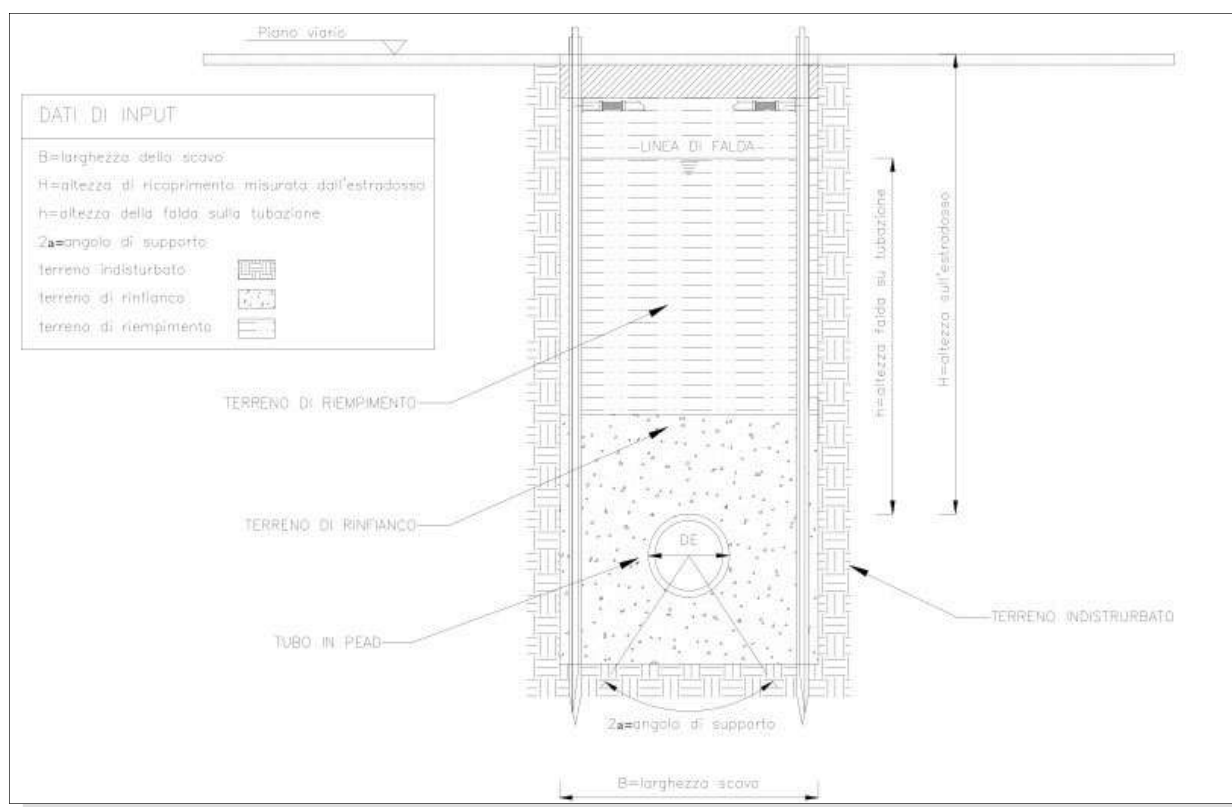 Piano viario
DATI DI INPUT
B=larghezza dello scavo
H=altezza di ricoprimento misurata dall'estradosso
h=altezza della falda sulla tubazione
2a=angolo di supporto
terreno indisturbato
terreno di rinfianco
terreno di riempimento
LINEA DI FALDA
h=altezza falda su tubazione
H=altezza sull'estradosso
TERRENO DI RIEMPIMENTO
TERRENO DI RINFIANCO
DE
TUBO IN PEAD
TERRENO INDISTRURBATO
2a=angolo di supporto
B=larghezza scavo